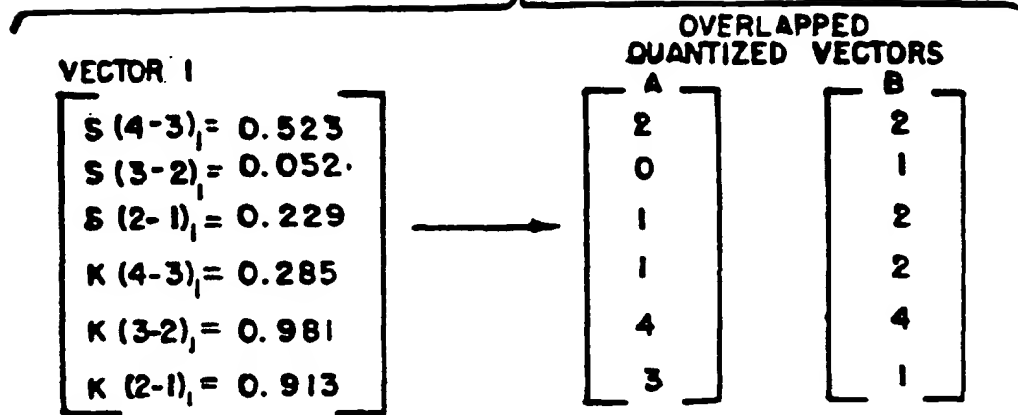 OVERLAPPED
QUANTIZED VECTORS
VECTOR 1
A
B
S (4-3)₁ = 0.523
S (3-2)₁ = 0.052.
S (2-1)₁ = 0.229
K (4-3)₁ = 0.285
K (3-2)₁ = 0.981
K (2-1)₁ = 0.913
2
0
1
1
4
3
2
1
2
2
4
1